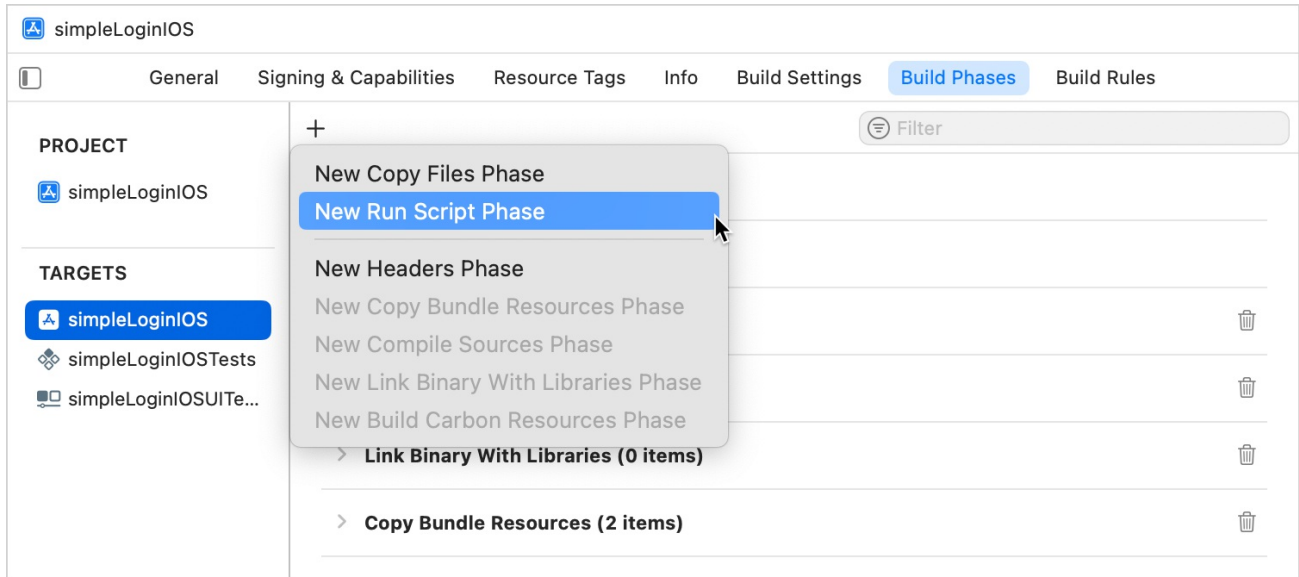 simpleLoginIOS
General Signing & Capabilities Resource Tags Info Build Settings Build Phases Build Rules
PROJECT
simpleLoginIOS
TARGETS
simpleLoginIOS
simpleLoginIOSTests
simpleLoginIOSUITe...
+
Filter
New Copy Files Phase
New Run Script Phase
New Headers Phase
New Copy Bundle Resources Phase
New Compile Sources Phase
New Link Binary With Libraries Phase
New Build Carbon Resources Phase
Link Binary With Libraries (0 items)
Copy Bundle Resources (2 items)